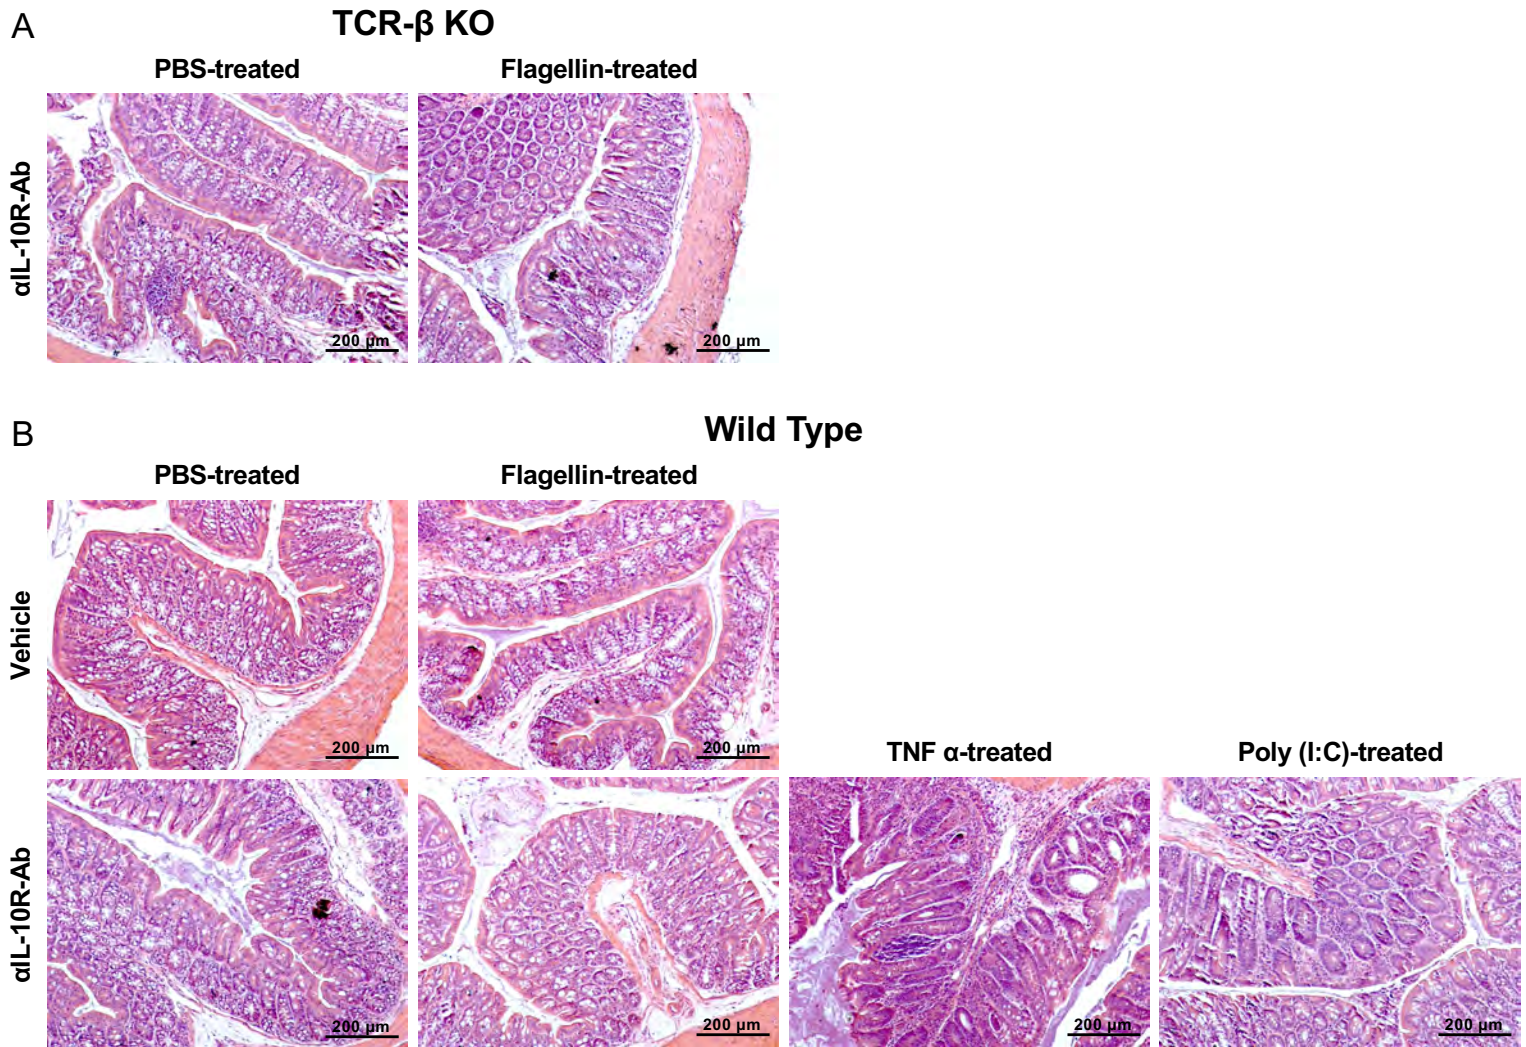 A
TCR-β KO
PBS-treated Flagellin-treated
αIL-10R-Ab
200 µm 200 µm
B
Wild Type
PBS-treated Flagellin-treated
Vehicle
200 µm 200 µm
TNF α-treated Poly (I:C)-treated
αIL-10R-Ab
200 µm 200 µm 200 µm 200 µm